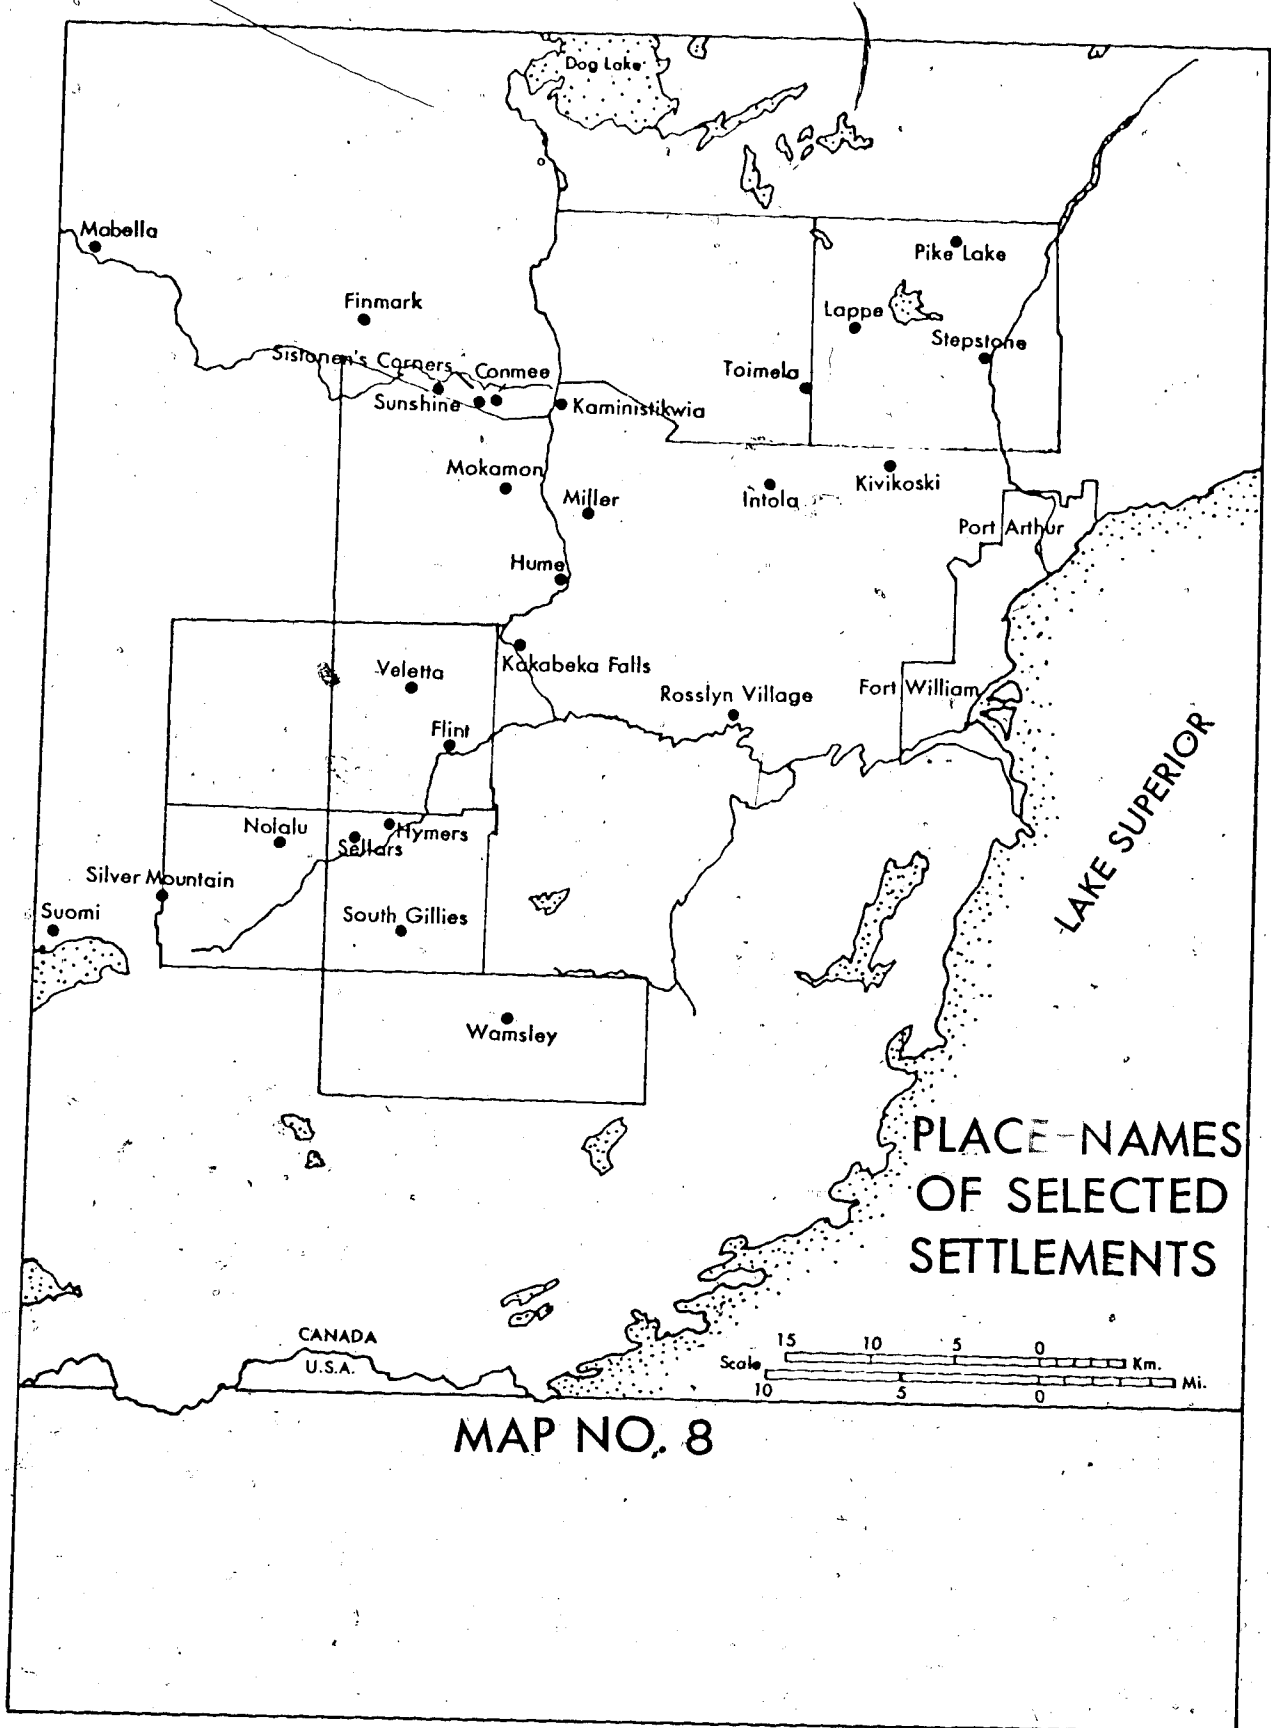 Dog Lake
Mabella
Pike Lake
Finmark
Lappe
Stepstone
Sistonen's Corners
Conmee
Toimela
Sunshine
Kaministikwia
Mokomon
Kivikoski
Miller
Intola
Port Arthur
Hume
Kakabeka Falls
Veletta
Fort William
Rosslyn Village
Flint
LAKE SUPERIOR
Nolalu
Hymers
Sellars
Silver Mountain
Suomi
South Gillies
Wamsley
PLACE-NAMES
OF SELECTED
SETTLEMENTS
CANADA
U.S.A.
15 10 5 0
Scale
Km.
Mi.
10 5 0
MAP NO. 8